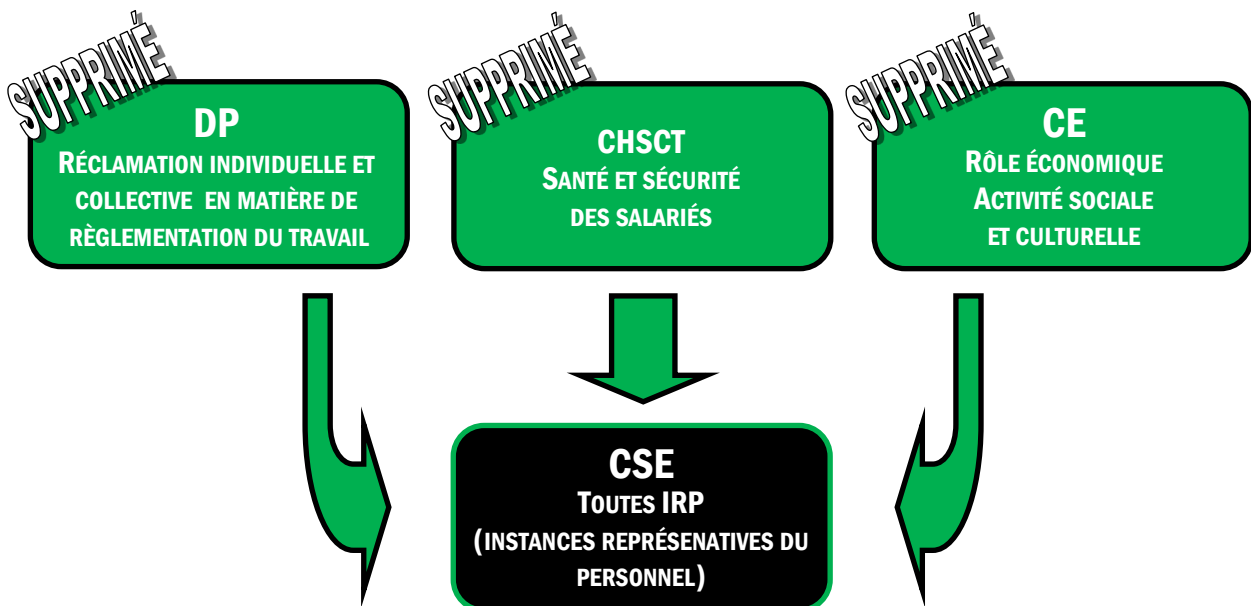 SUPPRIMÉ
DP
RÉCLAMATION INDIVIDUELLE ET
COLLECTIVE EN MATIÈRE DE
RÈGLEMENTATION DU TRAVAIL
SUPPRIMÉ
CHSCT
SANTÉ ET SÉCURITÉ
DES SALARIÉS
SUPPRIMÉ
CE
RÔLE ÉCONOMIQUE
ACTIVITÉ SOCIALE
ET CULTURELLE
CSE
TOUTES IRP
(INSTANCES REPRÉSENATIVES DU
PERSONNEL)